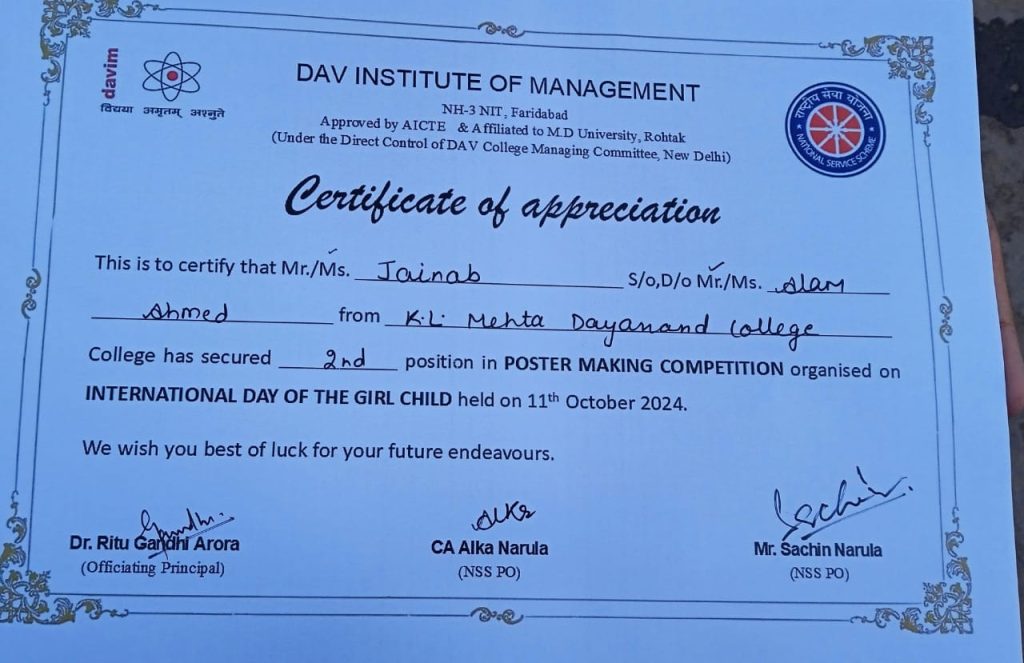 davim
विद्यया अमृतम् अश्नुते
DAV INSTITUTE OF MANAGEMENT
NH-3 NIT, Faridabad
Approved by AICTE & Affiliated to M.D University, Rohtak
(Under the Direct Control of DAV College Managing Committee, New Delhi)
राष्ट्रीय सेवा योजना
NATIONAL SERVICE SCHEME
Certificate of appreciation
This is to certify that Mr./Ms. Jainab S/o,D/o Mr./Ms. Alam
Ahmed from K.L. Mehta Dayanand College
College has secured 2nd position in POSTER MAKING COMPETITION organised on
INTERNATIONAL DAY OF THE GIRL CHILD held on 11th October 2024.
We wish you best of luck for your future endeavours.
Gandhi Alka Sachin
Dr. Ritu Gandhi Arora CA Alka Narula Mr. Sachin Narula
(Officiating Principal) (NSS PO) (NSS PO)